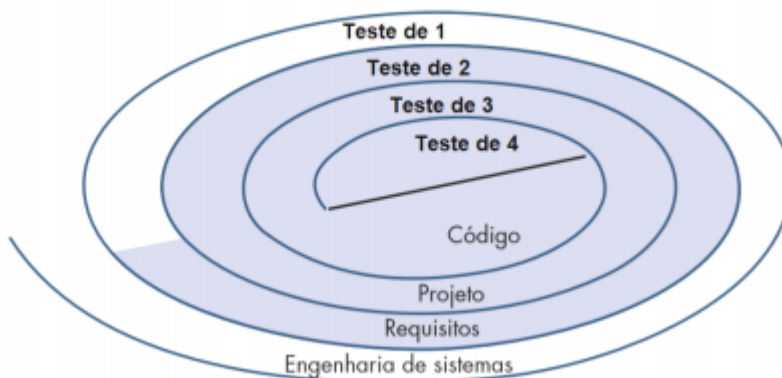 Teste de 1
Teste de 2
Teste de 3
Teste de 4
Código
Projeto
Requisitos
Engenharia de sistemas